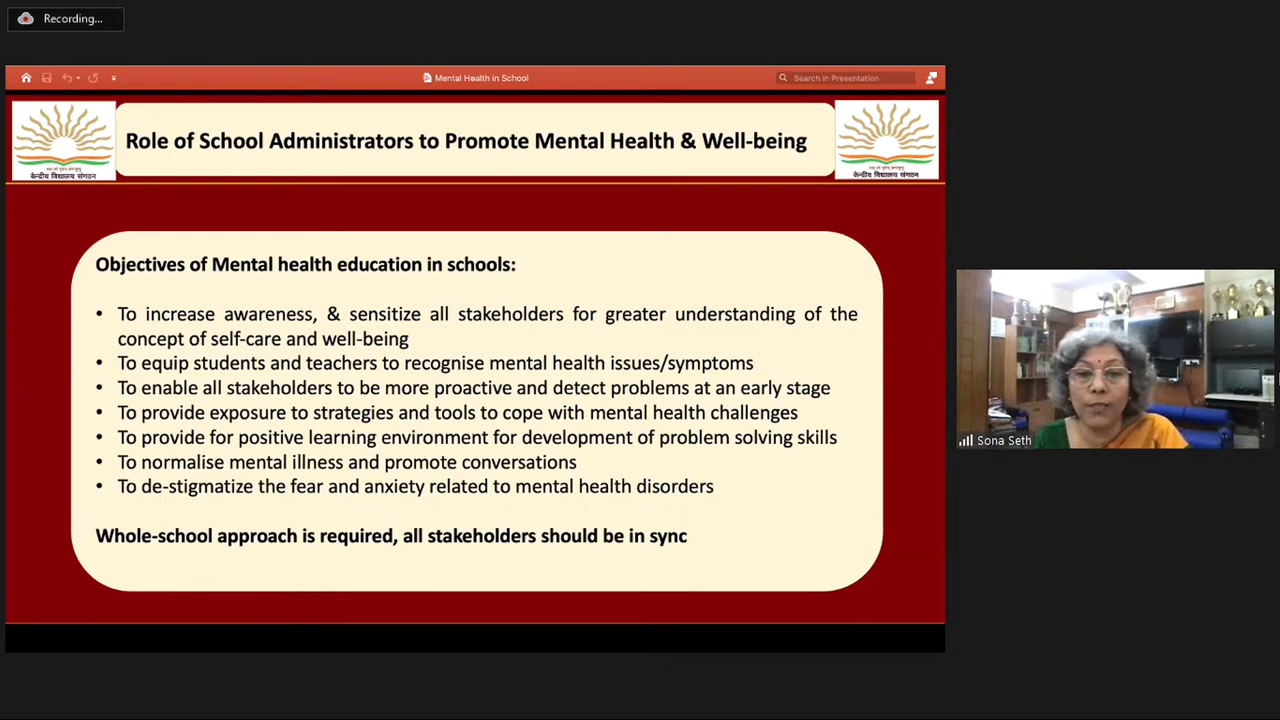 Recording...
Mental Health in School
Search in Presentation
Role of School Administrators to Promote Mental Health & Well-being
केन्द्रीय विद्यालय संगठन
केन्द्रीय विद्यालय संगठन
Objectives of Mental health education in schools:
• To increase awareness, & sensitize all stakeholders for greater understanding of the
concept of self-care and well-being
• To equip students and teachers to recognise mental health issues/symptoms
• To enable all stakeholders to be more proactive and detect problems at an early stage
• To provide exposure to strategies and tools to cope with mental health challenges
• To provide for positive learning environment for development of problem solving skills
• To normalise mental illness and promote conversations
• To de-stigmatize the fear and anxiety related to mental health disorders
Whole-school approach is required, all stakeholders should be in sync
Sona Seth